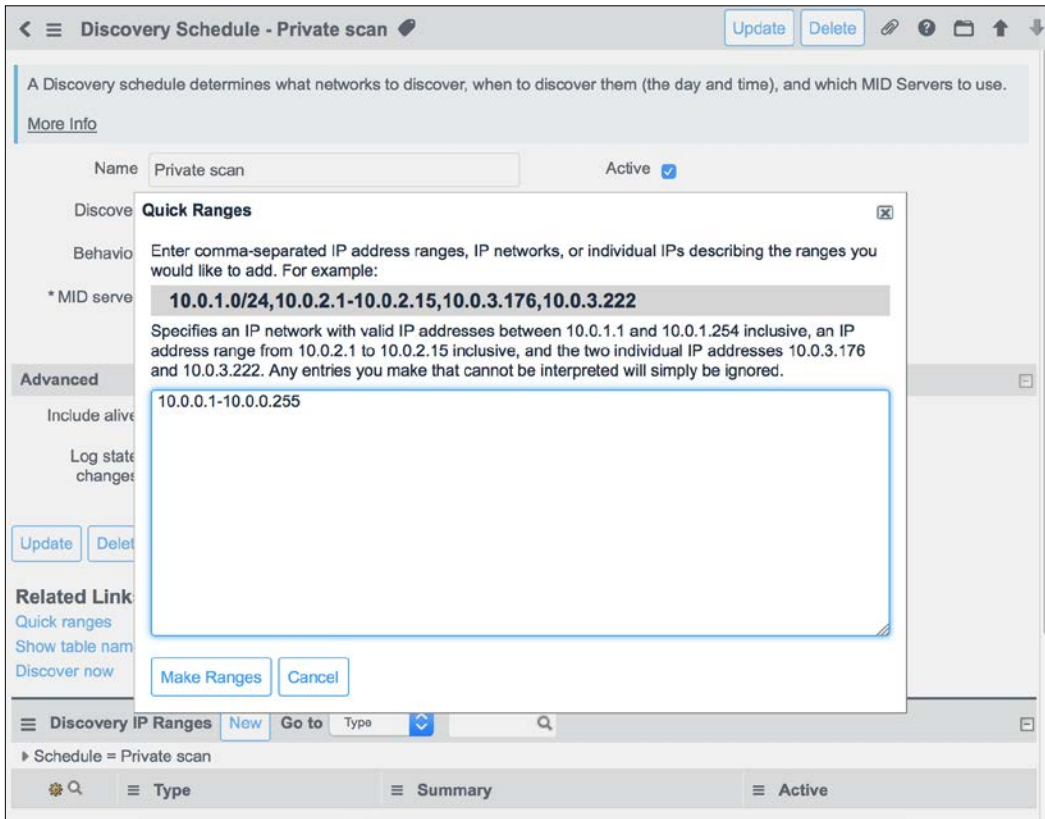 Discovery Schedule - Private scan
Update Delete
A Discovery schedule determines what networks to discover, when to discover them (the day and time), and which MID Servers to use.
More Info
Name Private scan Active
Discove
Quick Ranges
Behavio
Enter comma-separated IP address ranges, IP networks, or individual IPs describing the ranges you
would like to add. For example:
* MID serve
10.0.1.0/24,10.0.2.1-10.0.2.15,10.0.3.176,10.0.3.222
Specifies an IP network with valid IP addresses between 10.0.1.1 and 10.0.1.254 inclusive, an IP
address range from 10.0.2.1 to 10.0.2.15 inclusive, and the two individual IP addresses 10.0.3.176
and 10.0.3.222. Any entries you make that cannot be interpreted will simply be ignored.
Advanced
10.0.0.1-10.0.0.255
Include alive
Log state
changes
Update Delet
Related Link
Quick ranges
Show table nam
Discover now
Make Ranges Cancel
Discovery IP Ranges New Go to Type
Schedule = Private scan
Type Summary Active